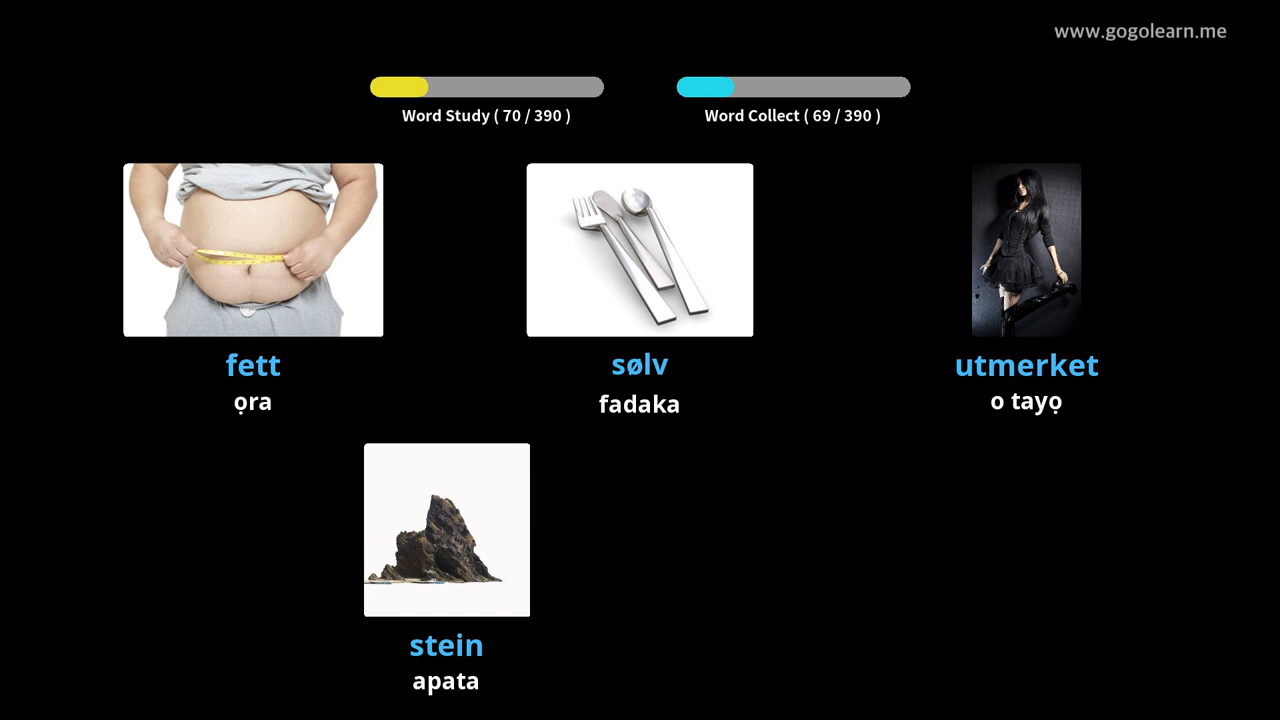 www.gogolearn.me
Word Study ( 70 / 390 )
Word Collect ( 69 / 390 )
fett
ọra
sølv
fadaka
utmerket
o tayọ
stein
apata